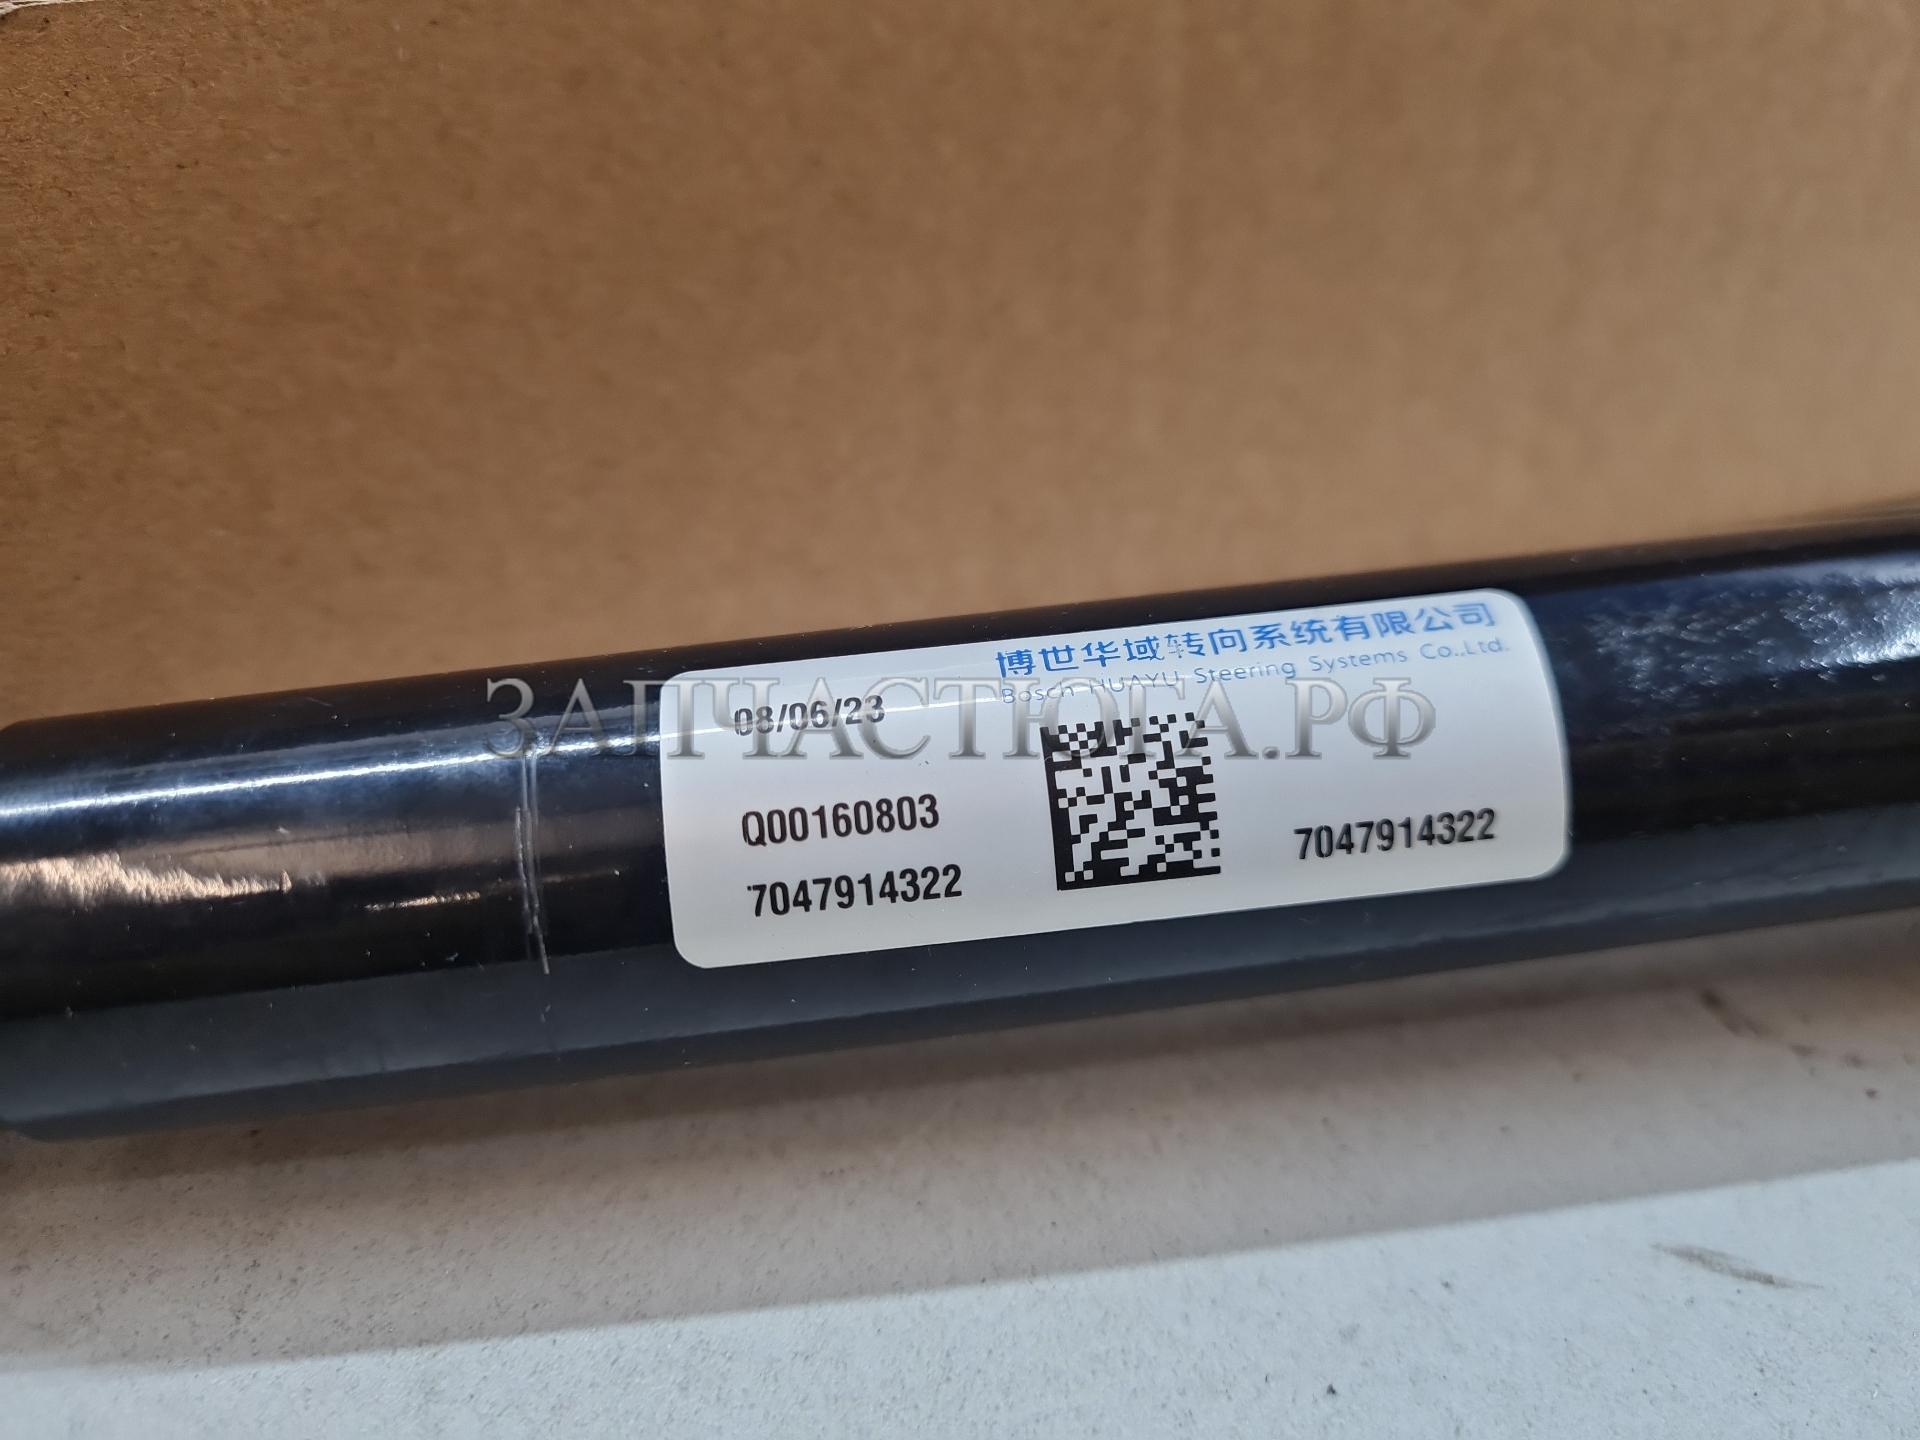 博世华域转向系统有限公司
Bosch HUAYU Steering Systems Co.,Ltd.
08/06/23
ЗАПЧАСТЮГА.РФ
Q00160803
7047914322
7047914322